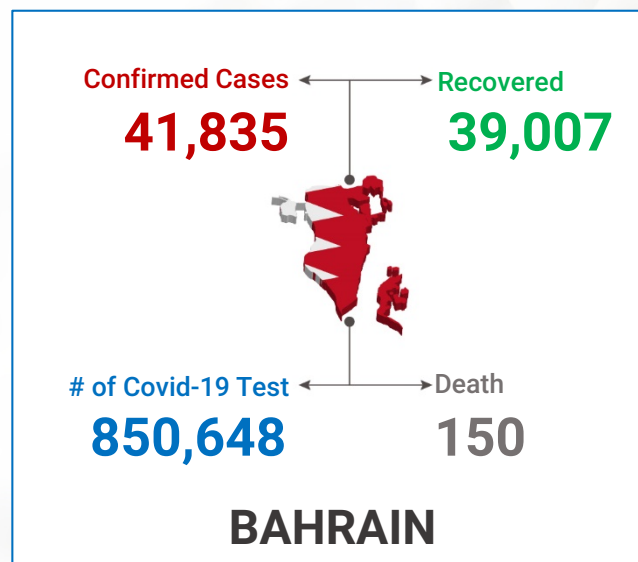 Confirmed Cases
41,835
Recovered
39,007
# of Covid-19 Test
850,648
Death
150
BAHRAIN